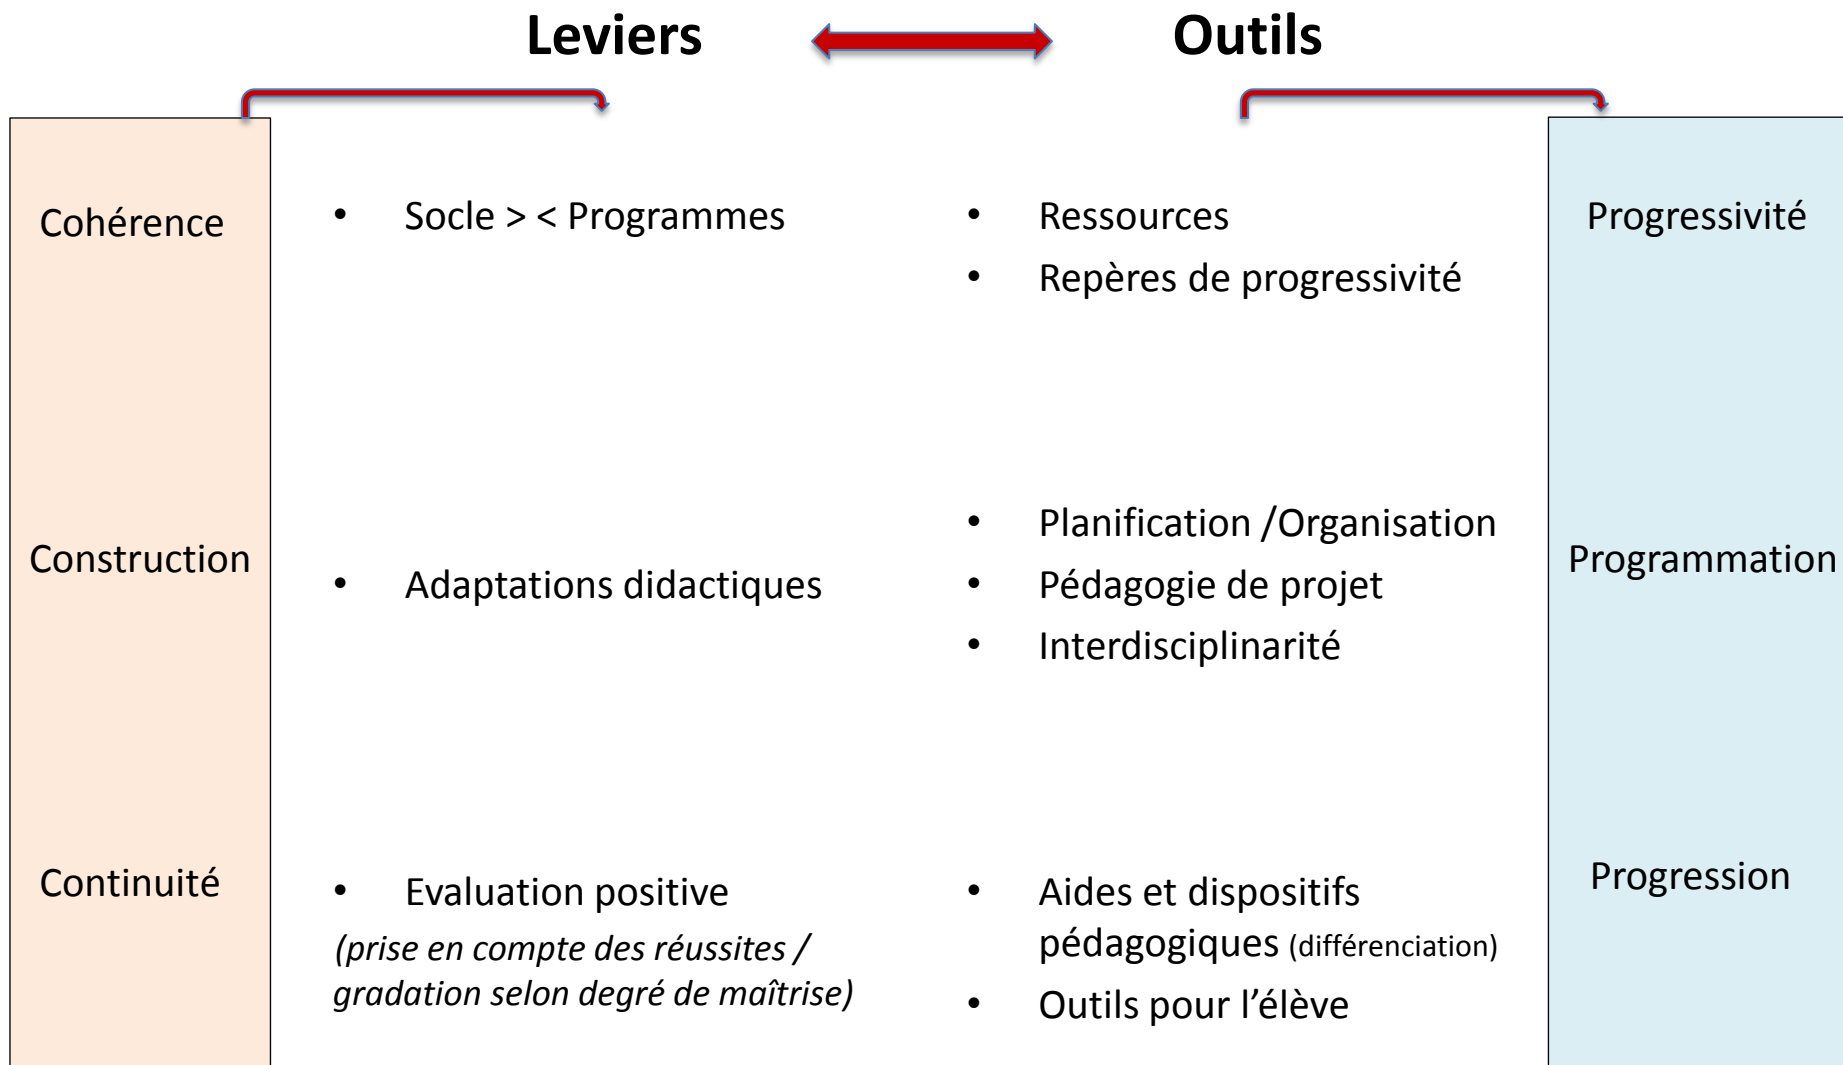 Leviers
Outils
Cohérence
• Socle > < Programmes
• Ressources
• Repères de progressivité
Progressivité
Construction
• Adaptations didactiques
• Planification /Organisation
• Pédagogie de projet
• Interdisciplinarité
Programmation
Continuité
• Evaluation positive
(prise en compte des réussites /
gradation selon degré de maîtrise)
• Aides et dispositifs
pédagogiques (différenciation)
• Outils pour l’élève
Progression